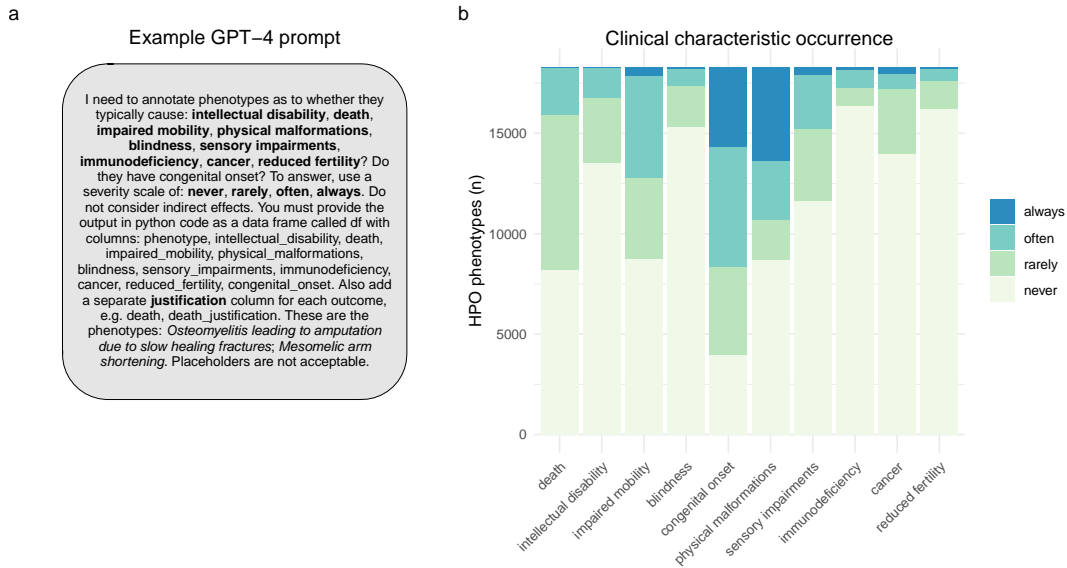 a
Example GPT−4 prompt
I need to annotate phenotypes as to whether they
typically cause: intellectual disability, death,
impaired mobility, physical malformations,
blindness, sensory impairments,
immunodeficiency, cancer, reduced fertility? Do
they have congenital onset? To answer, use a
severity scale of: never, rarely, often, always. Do
not consider indirect effects. You must provide the
output in python code as a data frame called df with
columns: phenotype, intellectual_disability, death,
impaired_mobility, physical_malformations,
blindness, sensory_impairments, immunodeficiency,
cancer, reduced_fertility, congenital_onset. Also add
a separate justification column for each outcome,
e.g. death, death_justification. These are the
phenotypes: Osteomyelitis leading to amputation
due to slow healing fractures; Mesomelic arm
shortening. Placeholders are not acceptable.
b
Clinical characteristic occurrence
HPO phenotypes (n)
15000
10000
5000
0
death
intellectual disability
impaired mobility
blindness
congenital onset
physical malformations
sensory impairments
immunodeficiency
cancer
reduced fertility
always
often
rarely
never